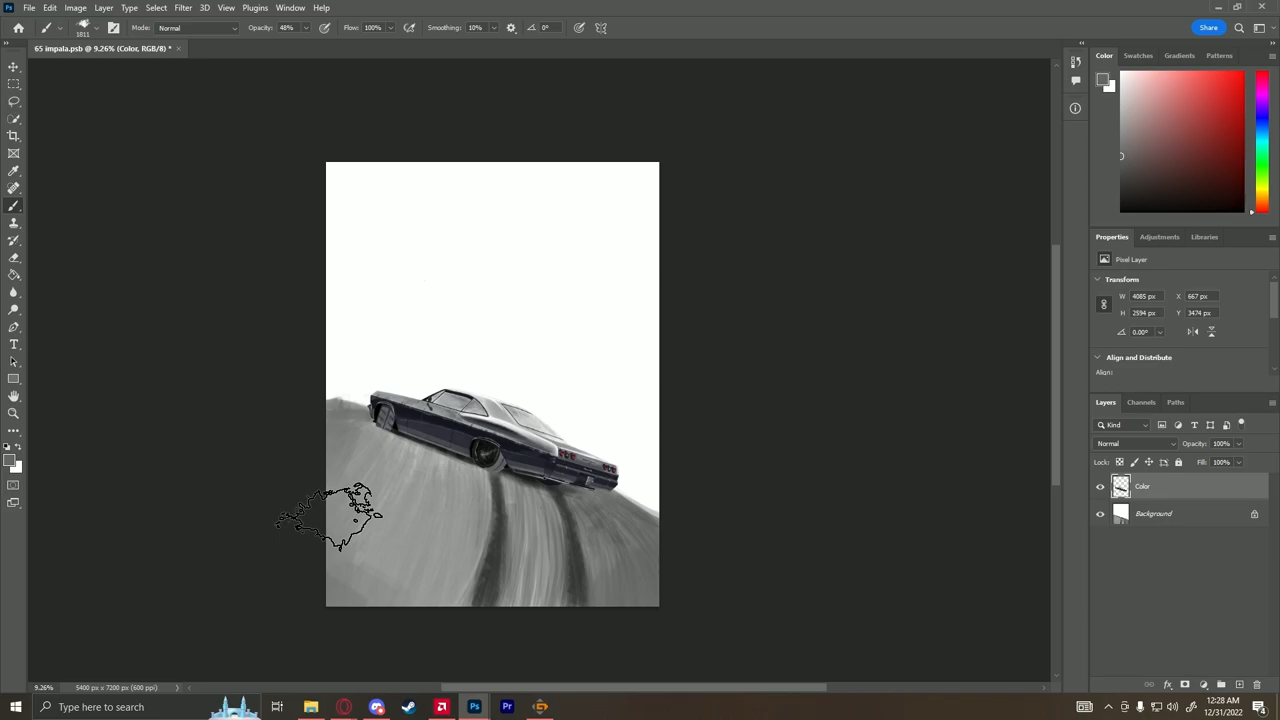 File Edit Image Layer Type Select Filter 3D View Plugins Window Help
1811 Mode: Normal Opacity: 48% Flow: 100% Smoothing: 10% 0° Share
65 impala.psb @ 9.26% (Color, RGB/8) * ×
Color Swatches Gradients Patterns
Properties Adjustments Libraries
Pixel Layer
Transform
W 4085 px X 667 px
H 2594 px Y 3474 px
0.00°
Align and Distribute
Align:
Layers Channels Paths
Kind
Normal Opacity: 100%
Lock: Fill: 100%
Color
Background
9.26% 5400 px x 7200 px (600 ppi)
Type here to search
12:28 AM
12/31/2022